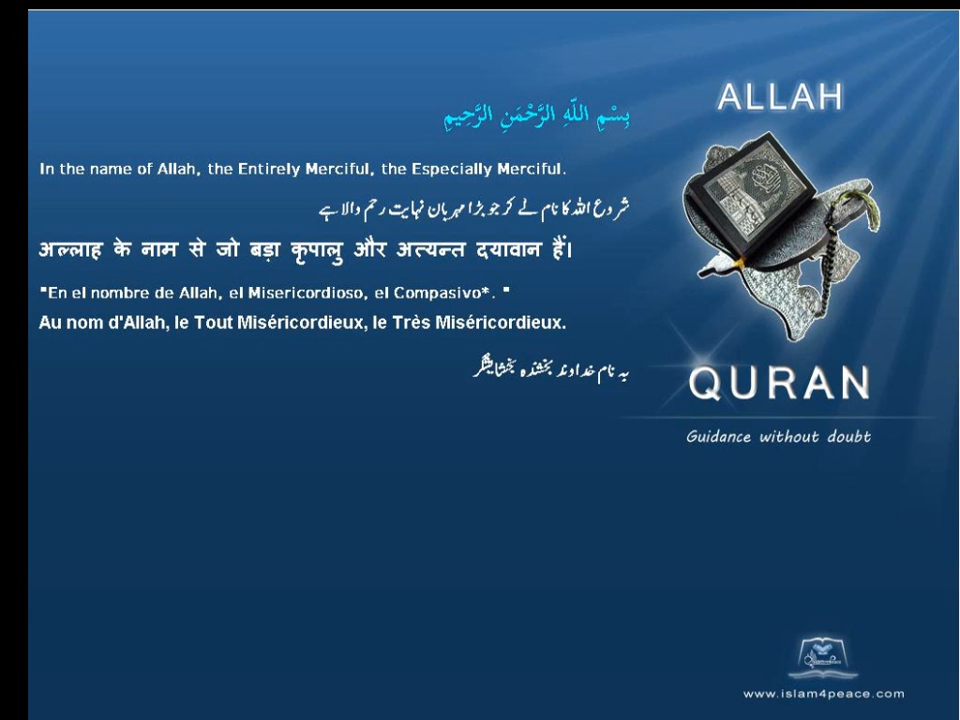 بِسْمِ اللّهِ الرَّحْمَنِ الرَّحِيمِ
In the name of Allah, the Entirely Merciful, the Especially Merciful.
شروع الله کا نام لے کر جو بڑا مہربان نہایت رحم والا ہے
अल्लाह के नाम से जो बड़ा कृपालु और अत्यन्त दयावान हैं।
"En el nombre de Allah, el Misericordioso, el Compasivo*. "
Au nom d'Allah, le Tout Miséricordieux, le Très Miséricordieux.
به نام خداوند بخشنده بخشایشگر
ALLAH
QURAN
Guidance without doubt
www.islam4peace.com